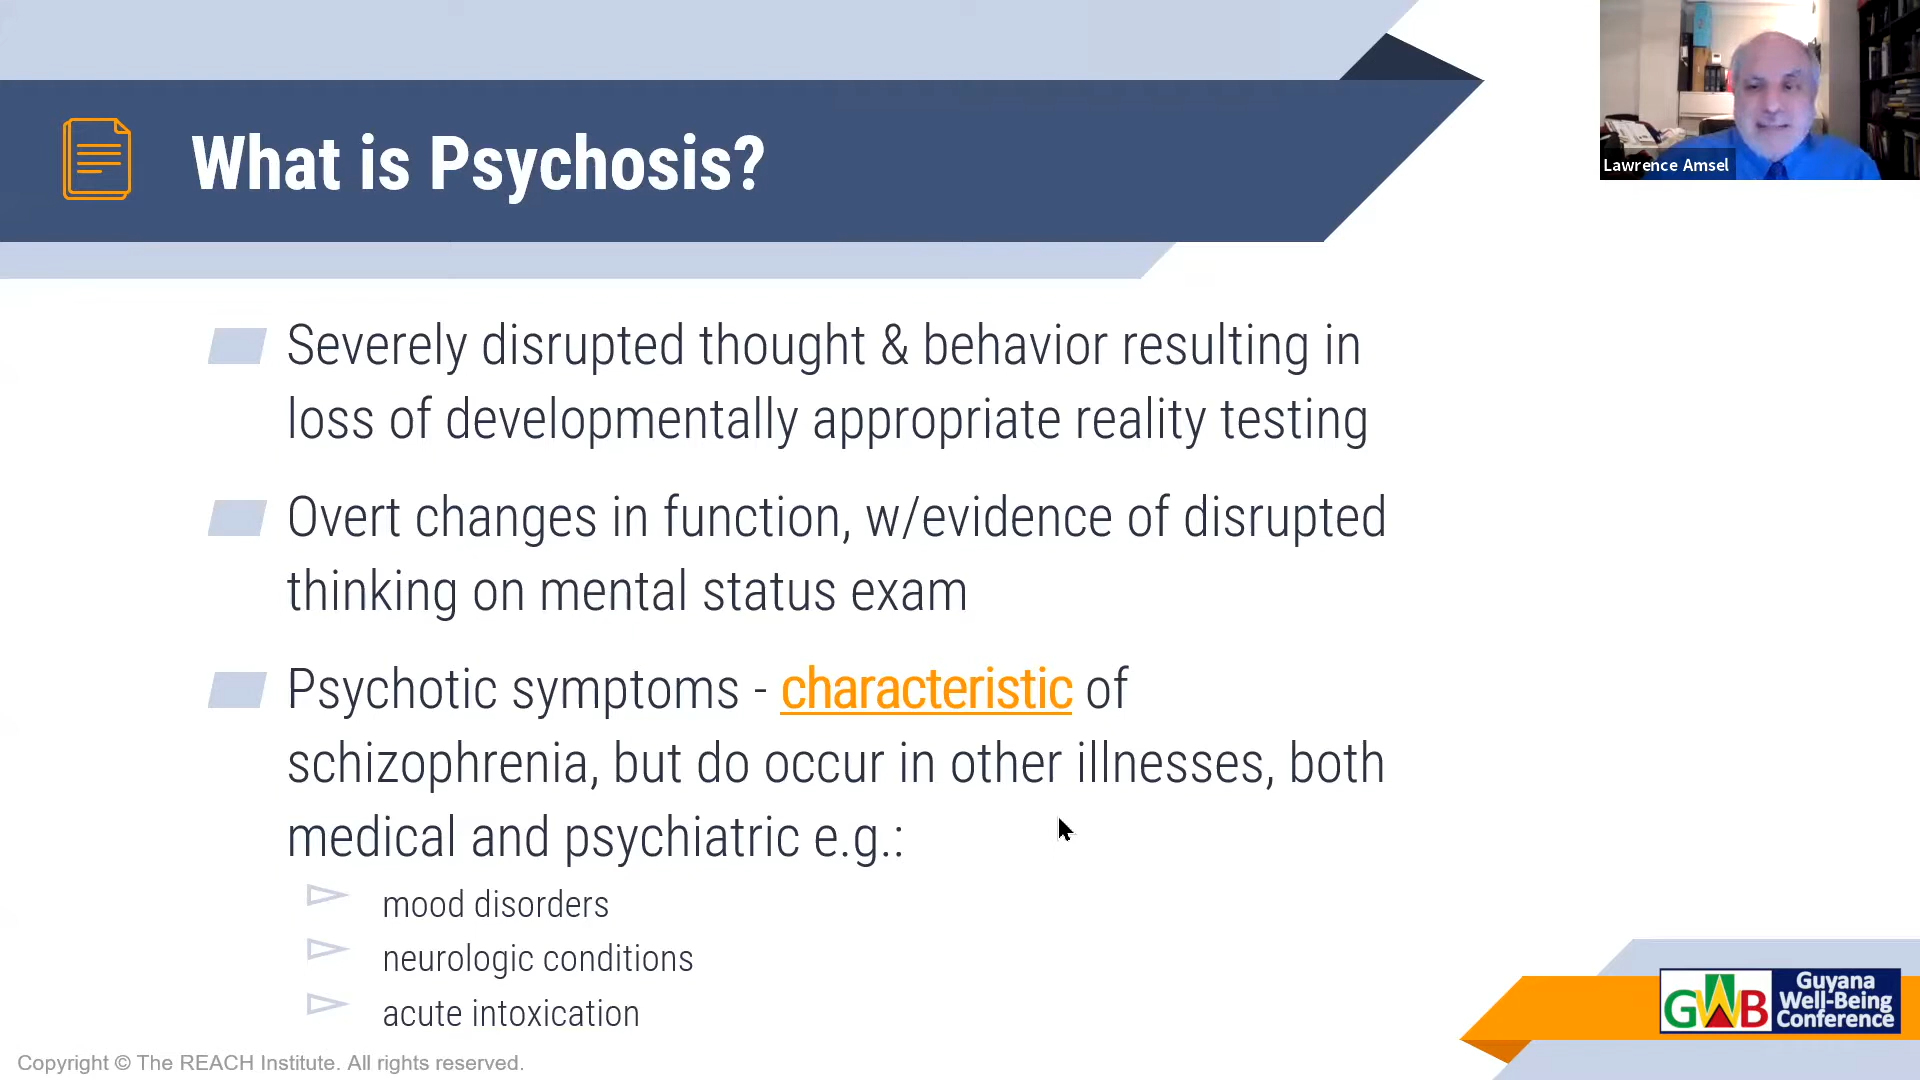 What is Psychosis?
Lawrence Amsel
Severely disrupted thought & behavior resulting in
loss of developmentally appropriate reality testing
Overt changes in function, w/evidence of disrupted
thinking on mental status exam
Psychotic symptoms - characteristic of
schizophrenia, but do occur in other illnesses, both
medical and psychiatric e.g.:
mood disorders
neurologic conditions
acute intoxication
GWB
Guyana
Well-Being
Conference
Copyright © The REACH Institute. All rights reserved.